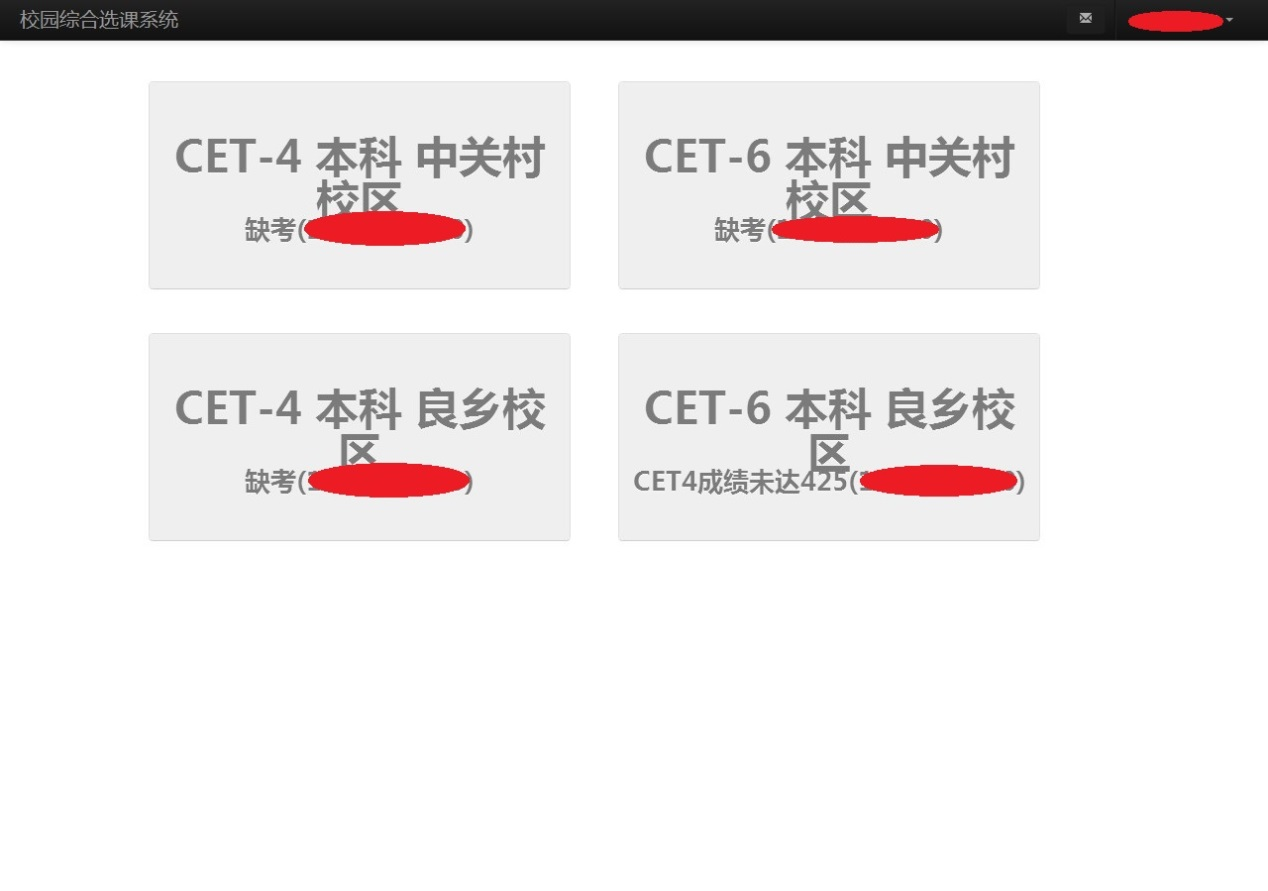 校园综合选课系统
CET-4 本科 中关村
校区
缺考(
)
CET-6 本科 中关村
校区
缺考(
)
CET-4 本科 良乡校
区
缺考(
)
CET-6 本科 良乡校
区
CET4成绩未达425(
)